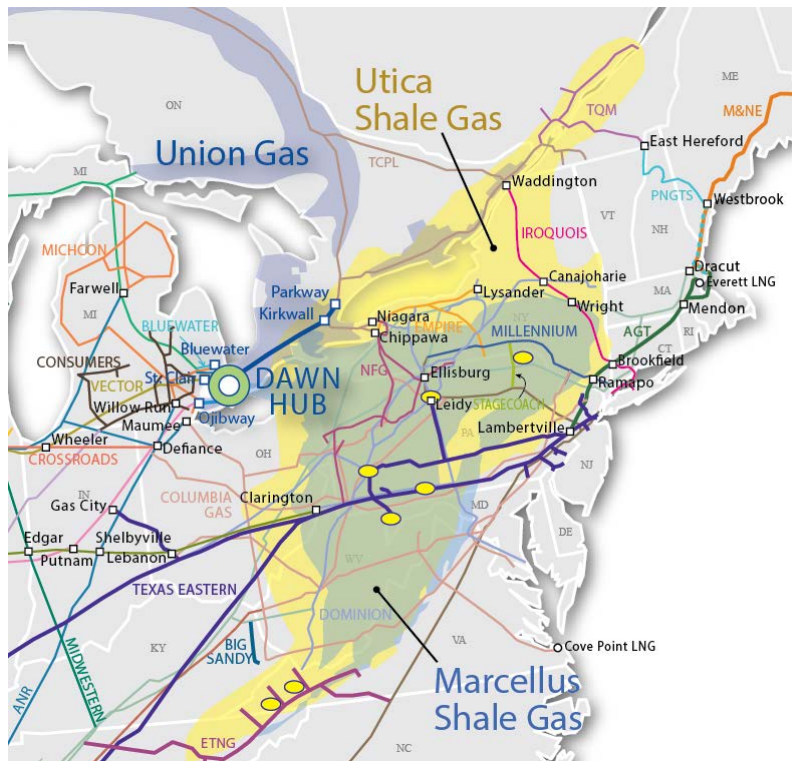 ON
ME
Utica
Shale Gas
TQM
M&NE
East Hereford
Union Gas
TCPL
MI
Waddington
PNGTS
Westbrook
VT
NH
IROQUOIS
MICHCON
Farwell
MI
Parkway
Kirkwall
Lysander
Canajoharie
Dracut
Everett LNG
MA
Niagara
Chippawa
EMPIRE
NY
Wright
Mendon
RI
BLUEWATER
Bluewater
MILLENNIUM
AGT
CT
CONSUMERS
VECTOR
St. Clair
DAWN
HUB
NFG
Ellisburg
Brookfield
Ramapo
Willow Run
Ojibway
Leidy
STAGECOACH
Maumee
PA
Lambertville
Wheeler
CROSSROADS
Defiance
OH
NJ
IN
Gas City
COLUMBIA
GAS
Clarington
MD
DE
Edgar
Putnam
Shelbyville
Lebanon
WV
TEXAS EASTERN
DOMINION
KY
BIG
SANDY
VA
Cove Point LNG
MIDWESTERN
ANR
Marcellus
Shale Gas
ETNG
NC